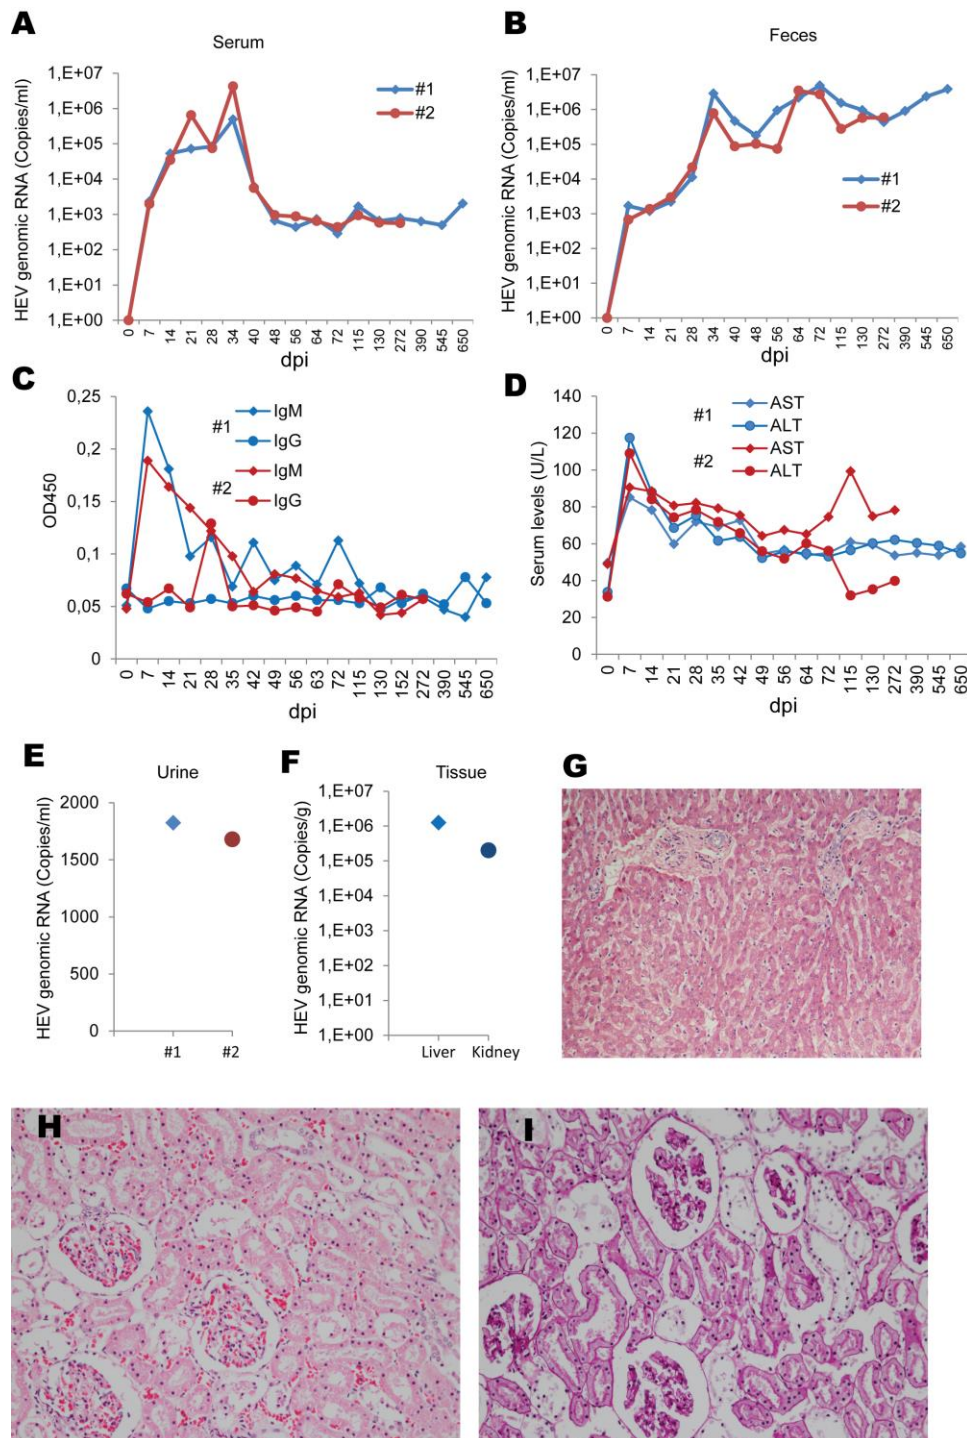 A
Serum
HEV genomic RNA (Copies/ml)
1,E+07
1,E+06
1,E+05
1,E+04
1,E+03
1,E+02
1,E+01
1,E+00
#1
#2
0 7 14 21 28 34 40 48 56 64 72 115 130 272 390 545 650
dpi
B
Feces
HEV genomic RNA (Copies/ml)
1,E+07
1,E+06
1,E+05
1,E+04
1,E+03
1,E+02
1,E+01
1,E+00
#1
#2
0 7 14 21 28 34 40 48 56 64 72 115 130 272 390 545 650
dpi
C
OD450
0,25
0,2
0,15
0,1
0,05
0
#1
IgM
IgG
#2
IgM
IgG
0 7 14 21 28 35 42 49 56 63 72 115 130 152 272 390 545 650
dpi
D
Serum levels (U/L)
140
120
100
80
60
40
20
0
#1
AST
ALT
#2
AST
ALT
0 7 14 21 28 35 42 49 56 64 72 115 130 272 390 545 650
dpi
E
Urine
HEV genomic RNA (Copies/ml)
2000
1500
1000
500
0
#1 #2
F
Tissue
HEV genomic RNA (Copies/g)
1,E+07
1,E+06
1,E+05
1,E+04
1,E+03
1,E+02
1,E+01
1,E+00
Liver Kidney
G
H
I